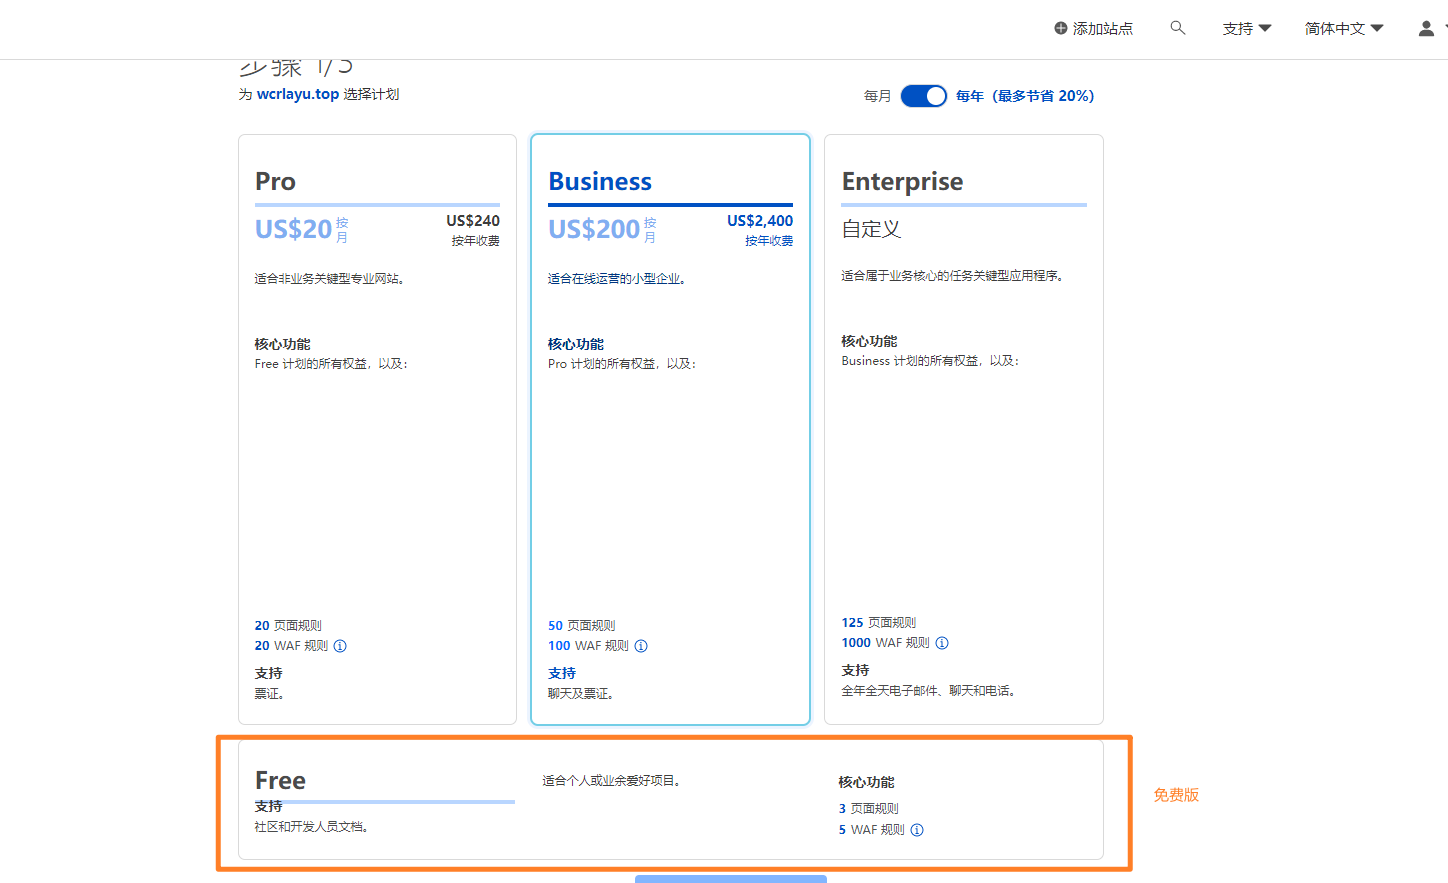 添加站点
支持
简体中文
步骤 1/3
为 wcrlayu.top 选择计划
每月
每年（最多节省 20%）
Pro
US$20 按月
US$240
按年收费
适合非业务关键型专业网站。
核心功能
Free 计划的所有权益，以及：
20 页面规则
20 WAF 规则
支持
票证。
Business
US$200 按月
US$2,400
按年收费
适合在线运营的小型企业。
核心功能
Pro 计划的所有权益，以及：
50 页面规则
100 WAF 规则
支持
聊天及票证。
Enterprise
自定义
适合属于业务核心的任务关键型应用程序。
核心功能
Business 计划的所有权益，以及：
125 页面规则
1000 WAF 规则
支持
全年全天电子邮件、聊天和电话。
Free
支持
社区和开发人员文档。
适合个人或业余爱好项目。
核心功能
3 页面规则
5 WAF 规则
免费版